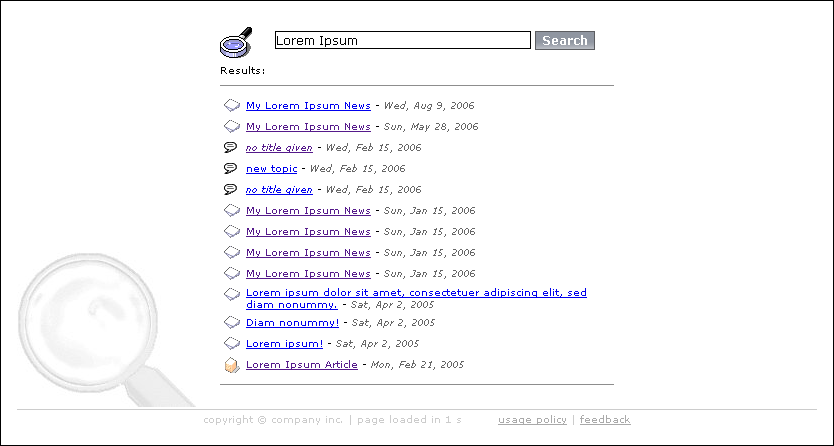 Lorem Ipsum Search
Results:
My Lorem Ipsum News - Wed, Aug 9, 2006
My Lorem Ipsum News - Sun, May 28, 2006
no title given - Wed, Feb 15, 2006
new topic - Wed, Feb 15, 2006
no title given - Wed, Feb 15, 2006
My Lorem Ipsum News - Sun, Jan 15, 2006
My Lorem Ipsum News - Sun, Jan 15, 2006
My Lorem Ipsum News - Sun, Jan 15, 2006
My Lorem Ipsum News - Sun, Jan 15, 2006
Lorem ipsum dolor sit amet, consectetuer adipiscing elit, sed
diam nonummy. - Sat, Apr 2, 2005
Diam nonummy! - Sat, Apr 2, 2005
Lorem ipsum! - Sat, Apr 2, 2005
Lorem Ipsum Article - Mon, Feb 21, 2005
copyright © company inc. | page loaded in 1 s usage policy | feedback